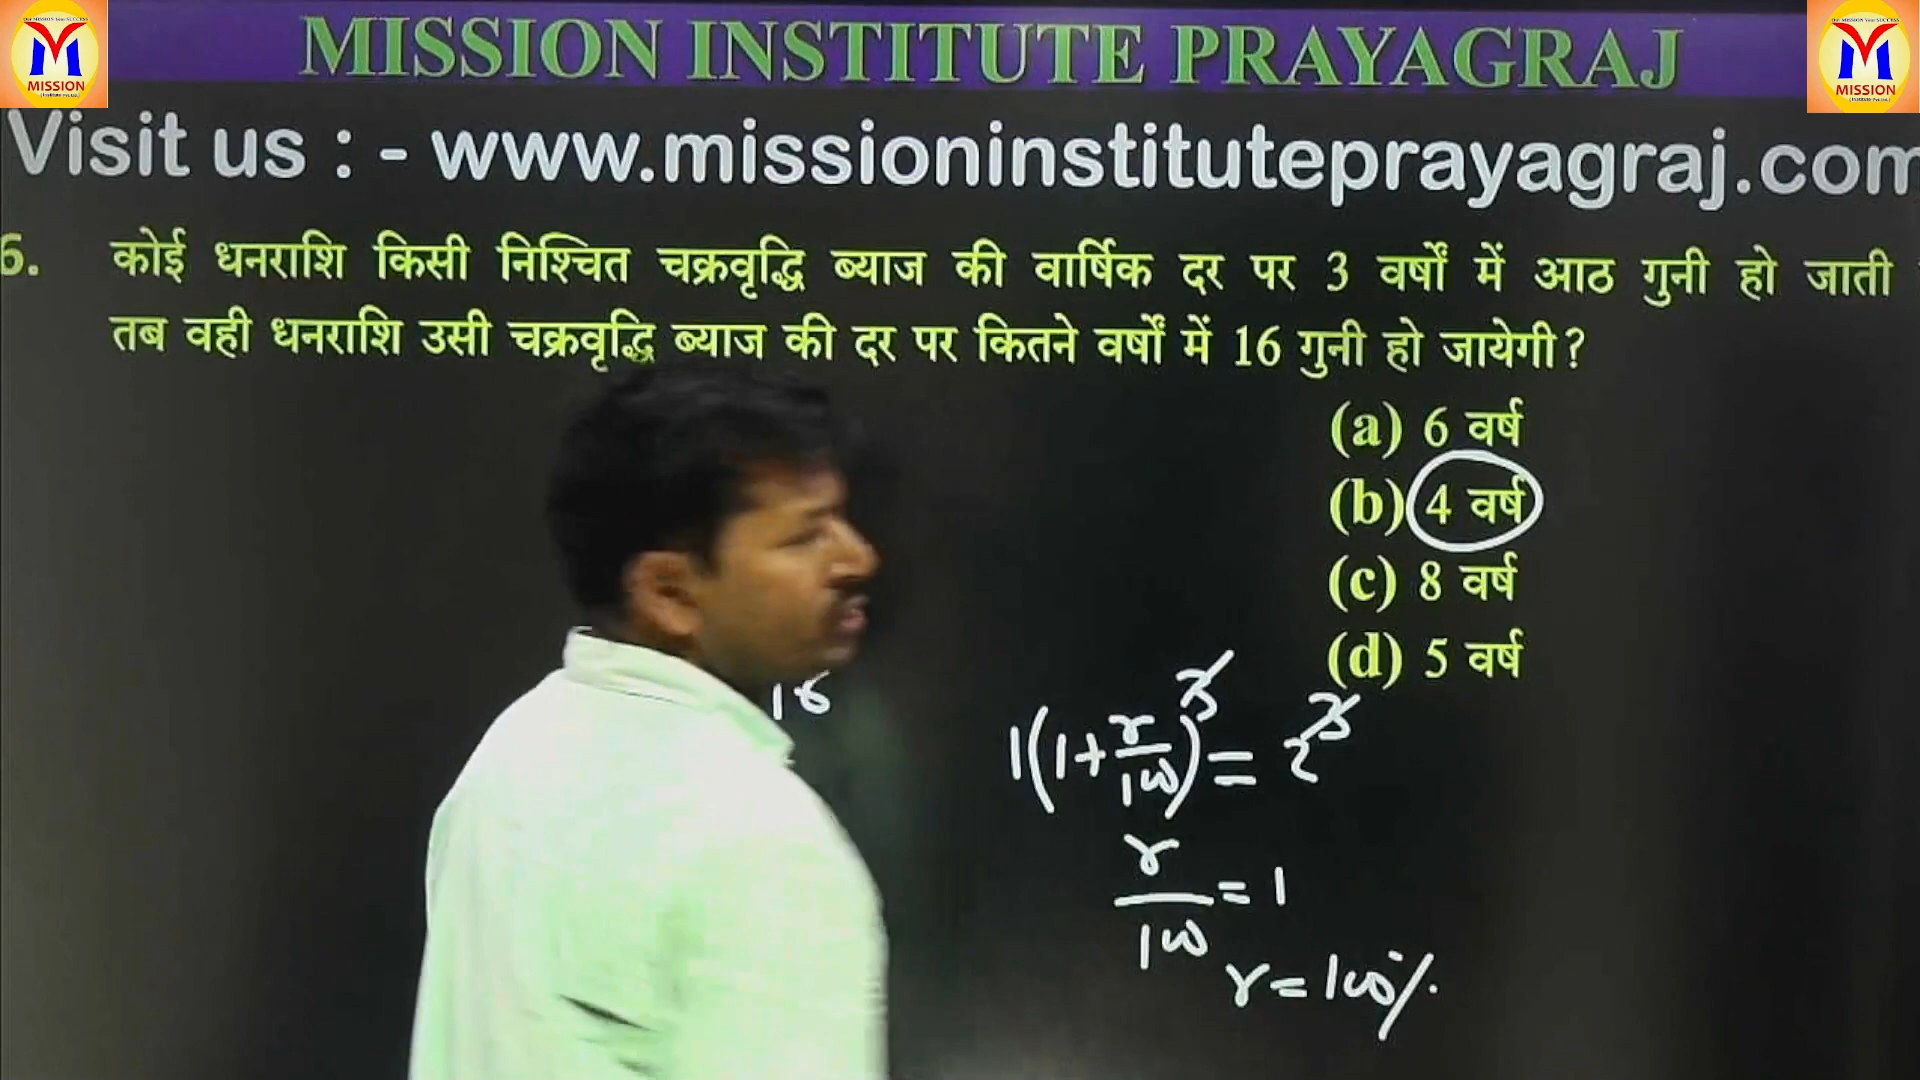 MISSION INSTITUTE PRAYAGRAJ
MISSION
MISSION
Visit us : - www.missioninstituteprayagraj.com
6. कोई धनराशि किसी निश्चित चक्रवृद्धि ब्याज की वार्षिक दर पर 3 वर्षों में आठ गुनी हो जाती
तब वही धनराशि उसी चक्रवृद्धि ब्याज की दर पर कितने वर्षों में 16 गुनी हो जायेगी?
(a) 6 वर्ष
(b) 4 वर्ष
(c) 8 वर्ष
(d) 5 वर्ष
16
1(1+r/100)^3 = 2^3
r/100 = 1
r = 100%